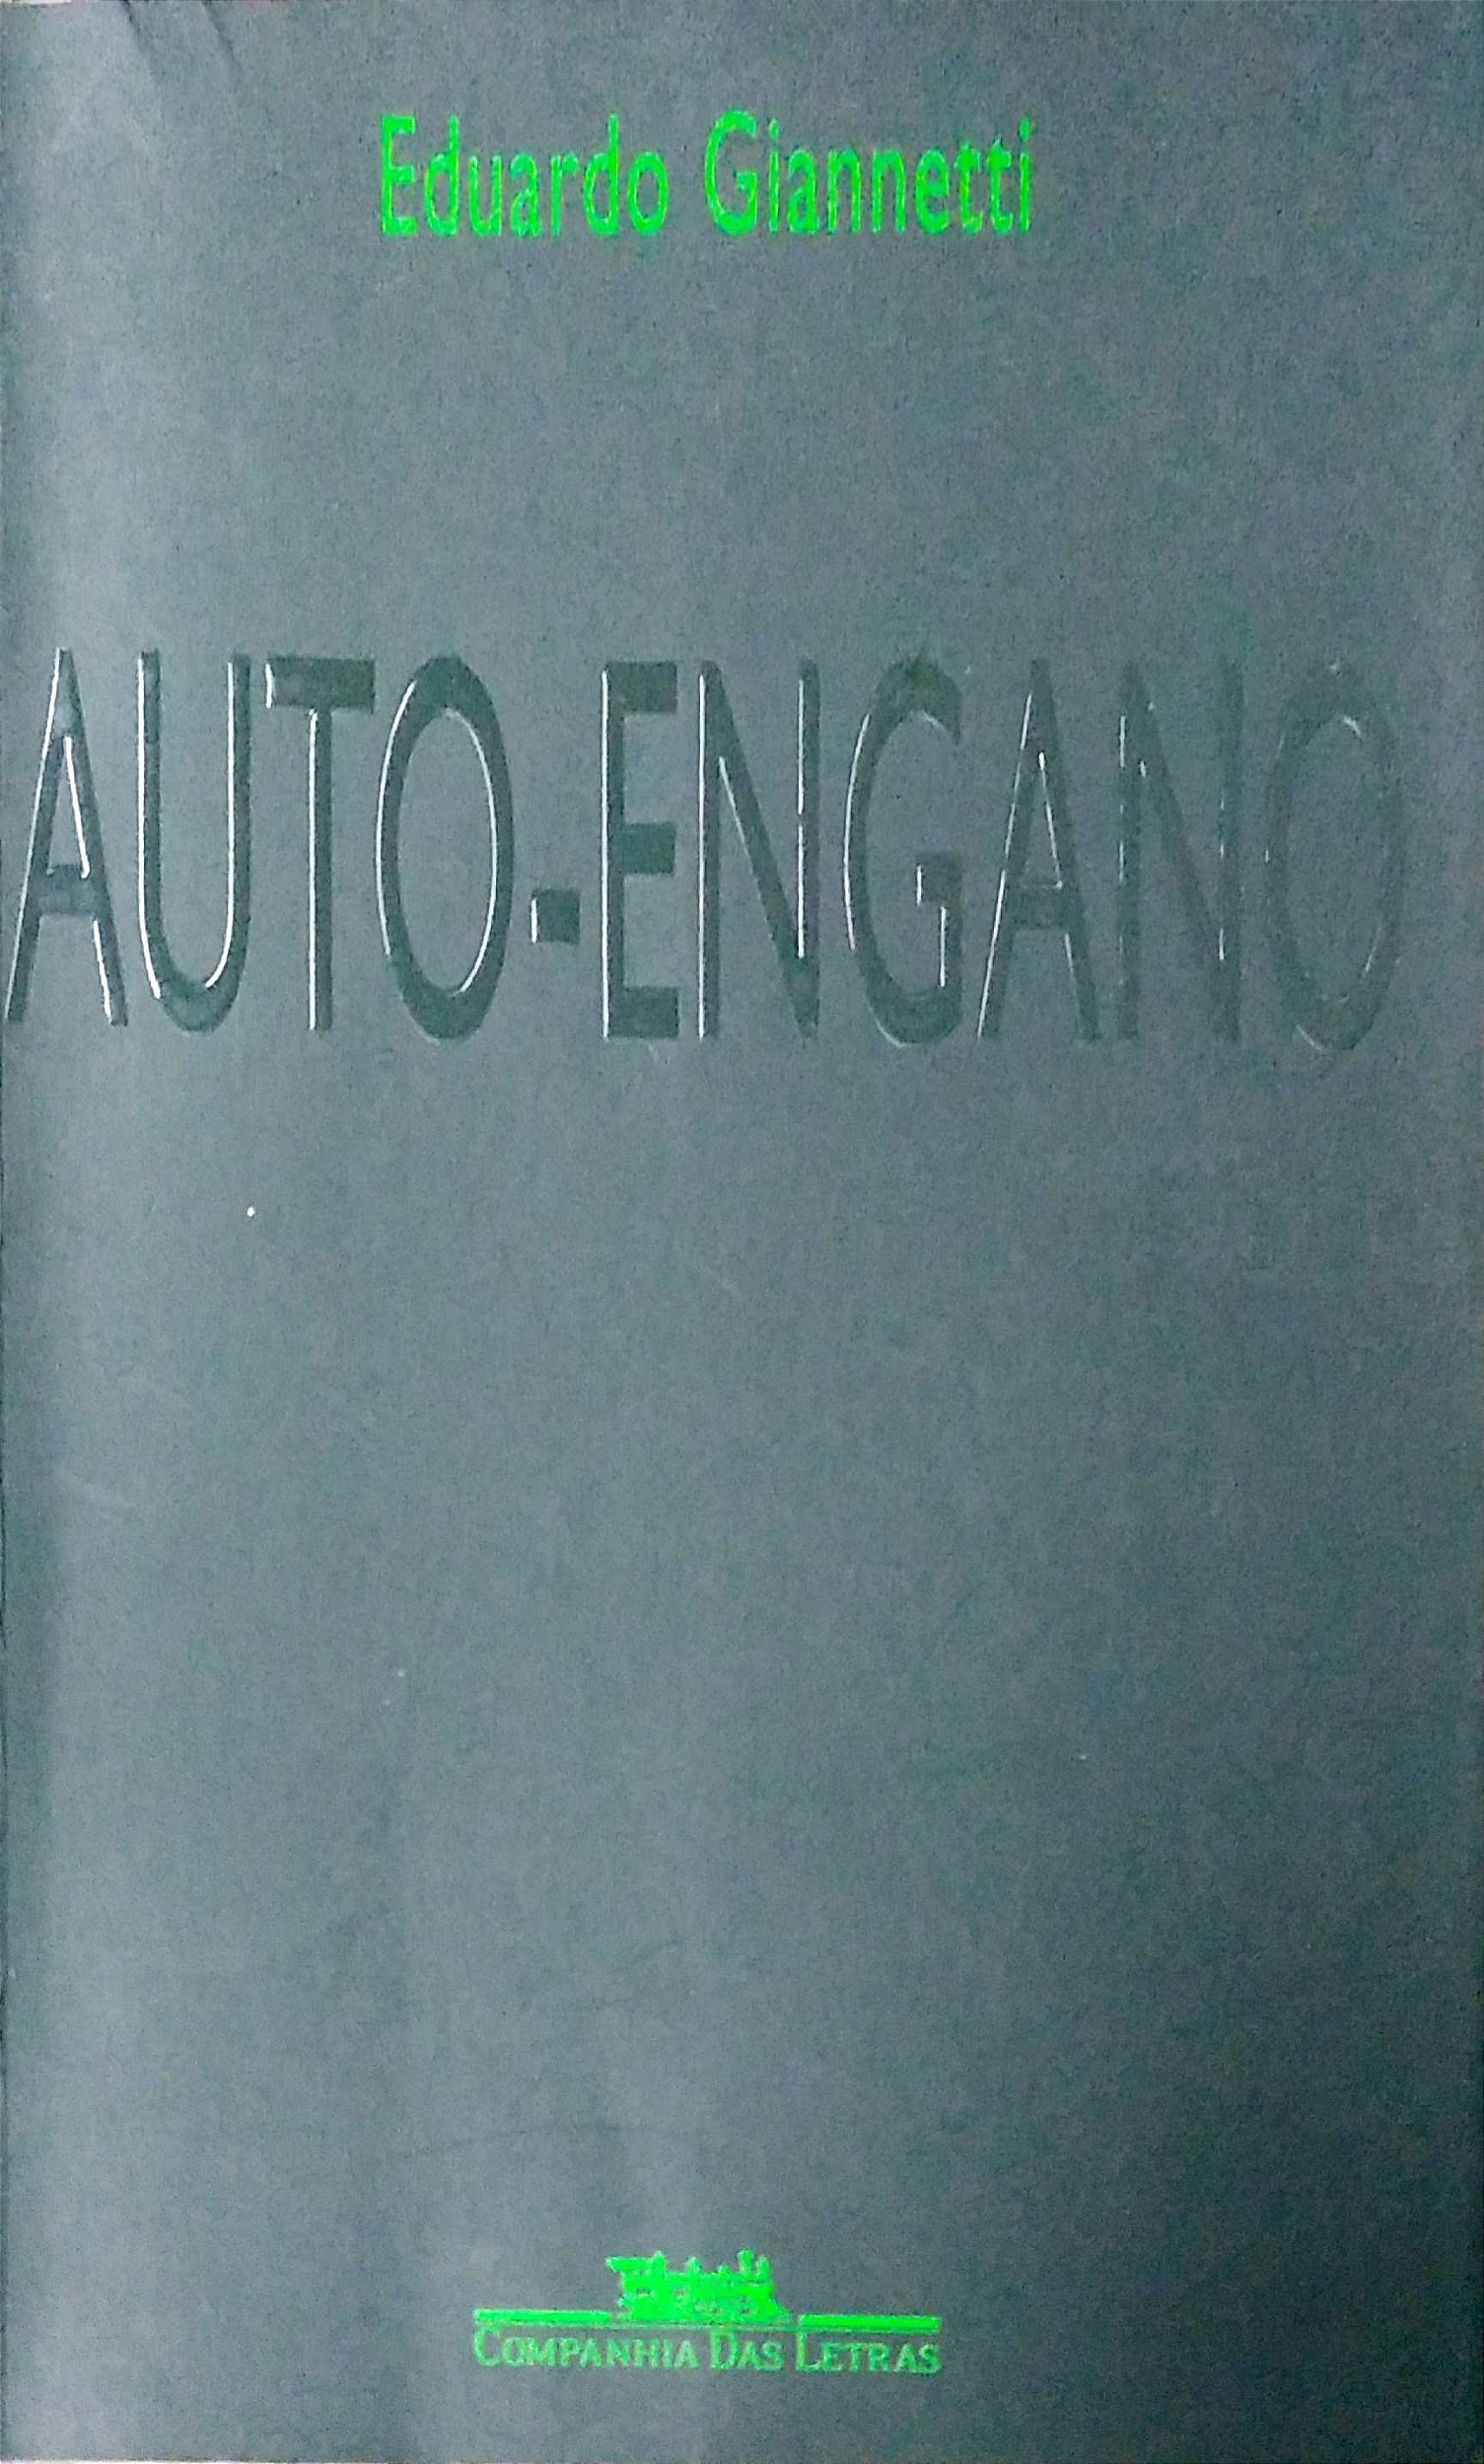 Eduardo Giannetti
AUTO-ENGANO
COMPANHIA DAS LETRAS